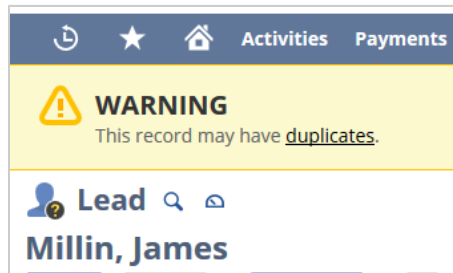 Activities Payments
WARNING
This record may have duplicates.
Lead
Millin, James